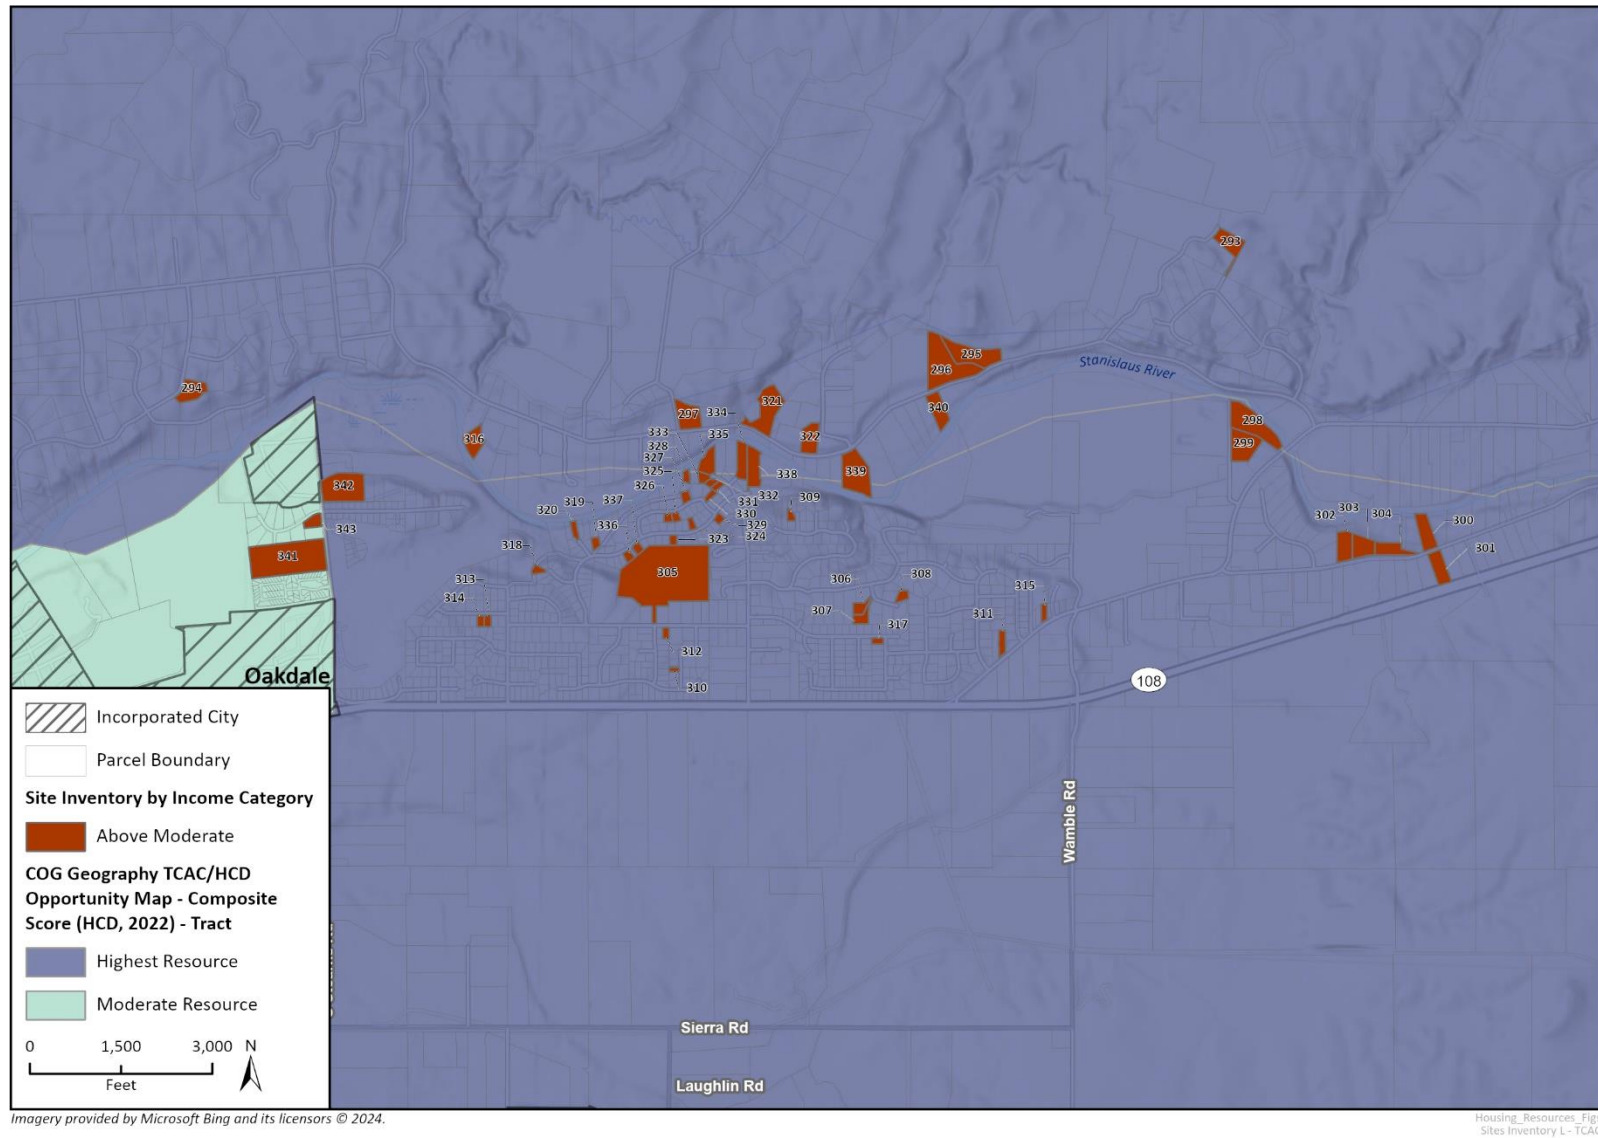 293
Stanislaus River
295
296
294
340
321
297
334
298
322
333
335
316
299
328
327
325
339
338
342
326
331
332
309
303
319
337
302
304
300
320
330
343
336
329
324
318
323
301
341
305
313
306
308
315
314
307
311
317
312
Oakdale
108
310
Wamble Rd
Sierra Rd
Laughlin Rd
Incorporated City
Parcel Boundary
Site Inventory by Income Category
Above Moderate
COG Geography TCAC/HCD
Opportunity Map - Composite
Score (HCD, 2022) - Tract
Highest Resource
Moderate Resource
0 1,500 3,000 N
Feet
Imagery provided by Microsoft Bing and its licensors © 2024.
Housing_Resources_Fig
Sites Inventory L - TCAC